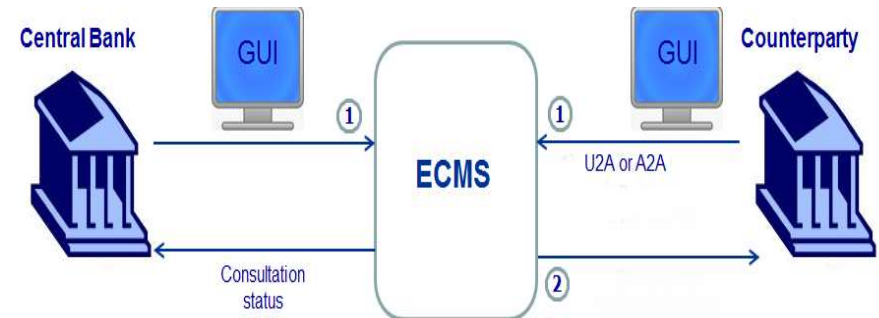 Central Bank
GUI
GUI
Counterparty
①
①
U2A or A2A
ECMS
Consultation
status
②